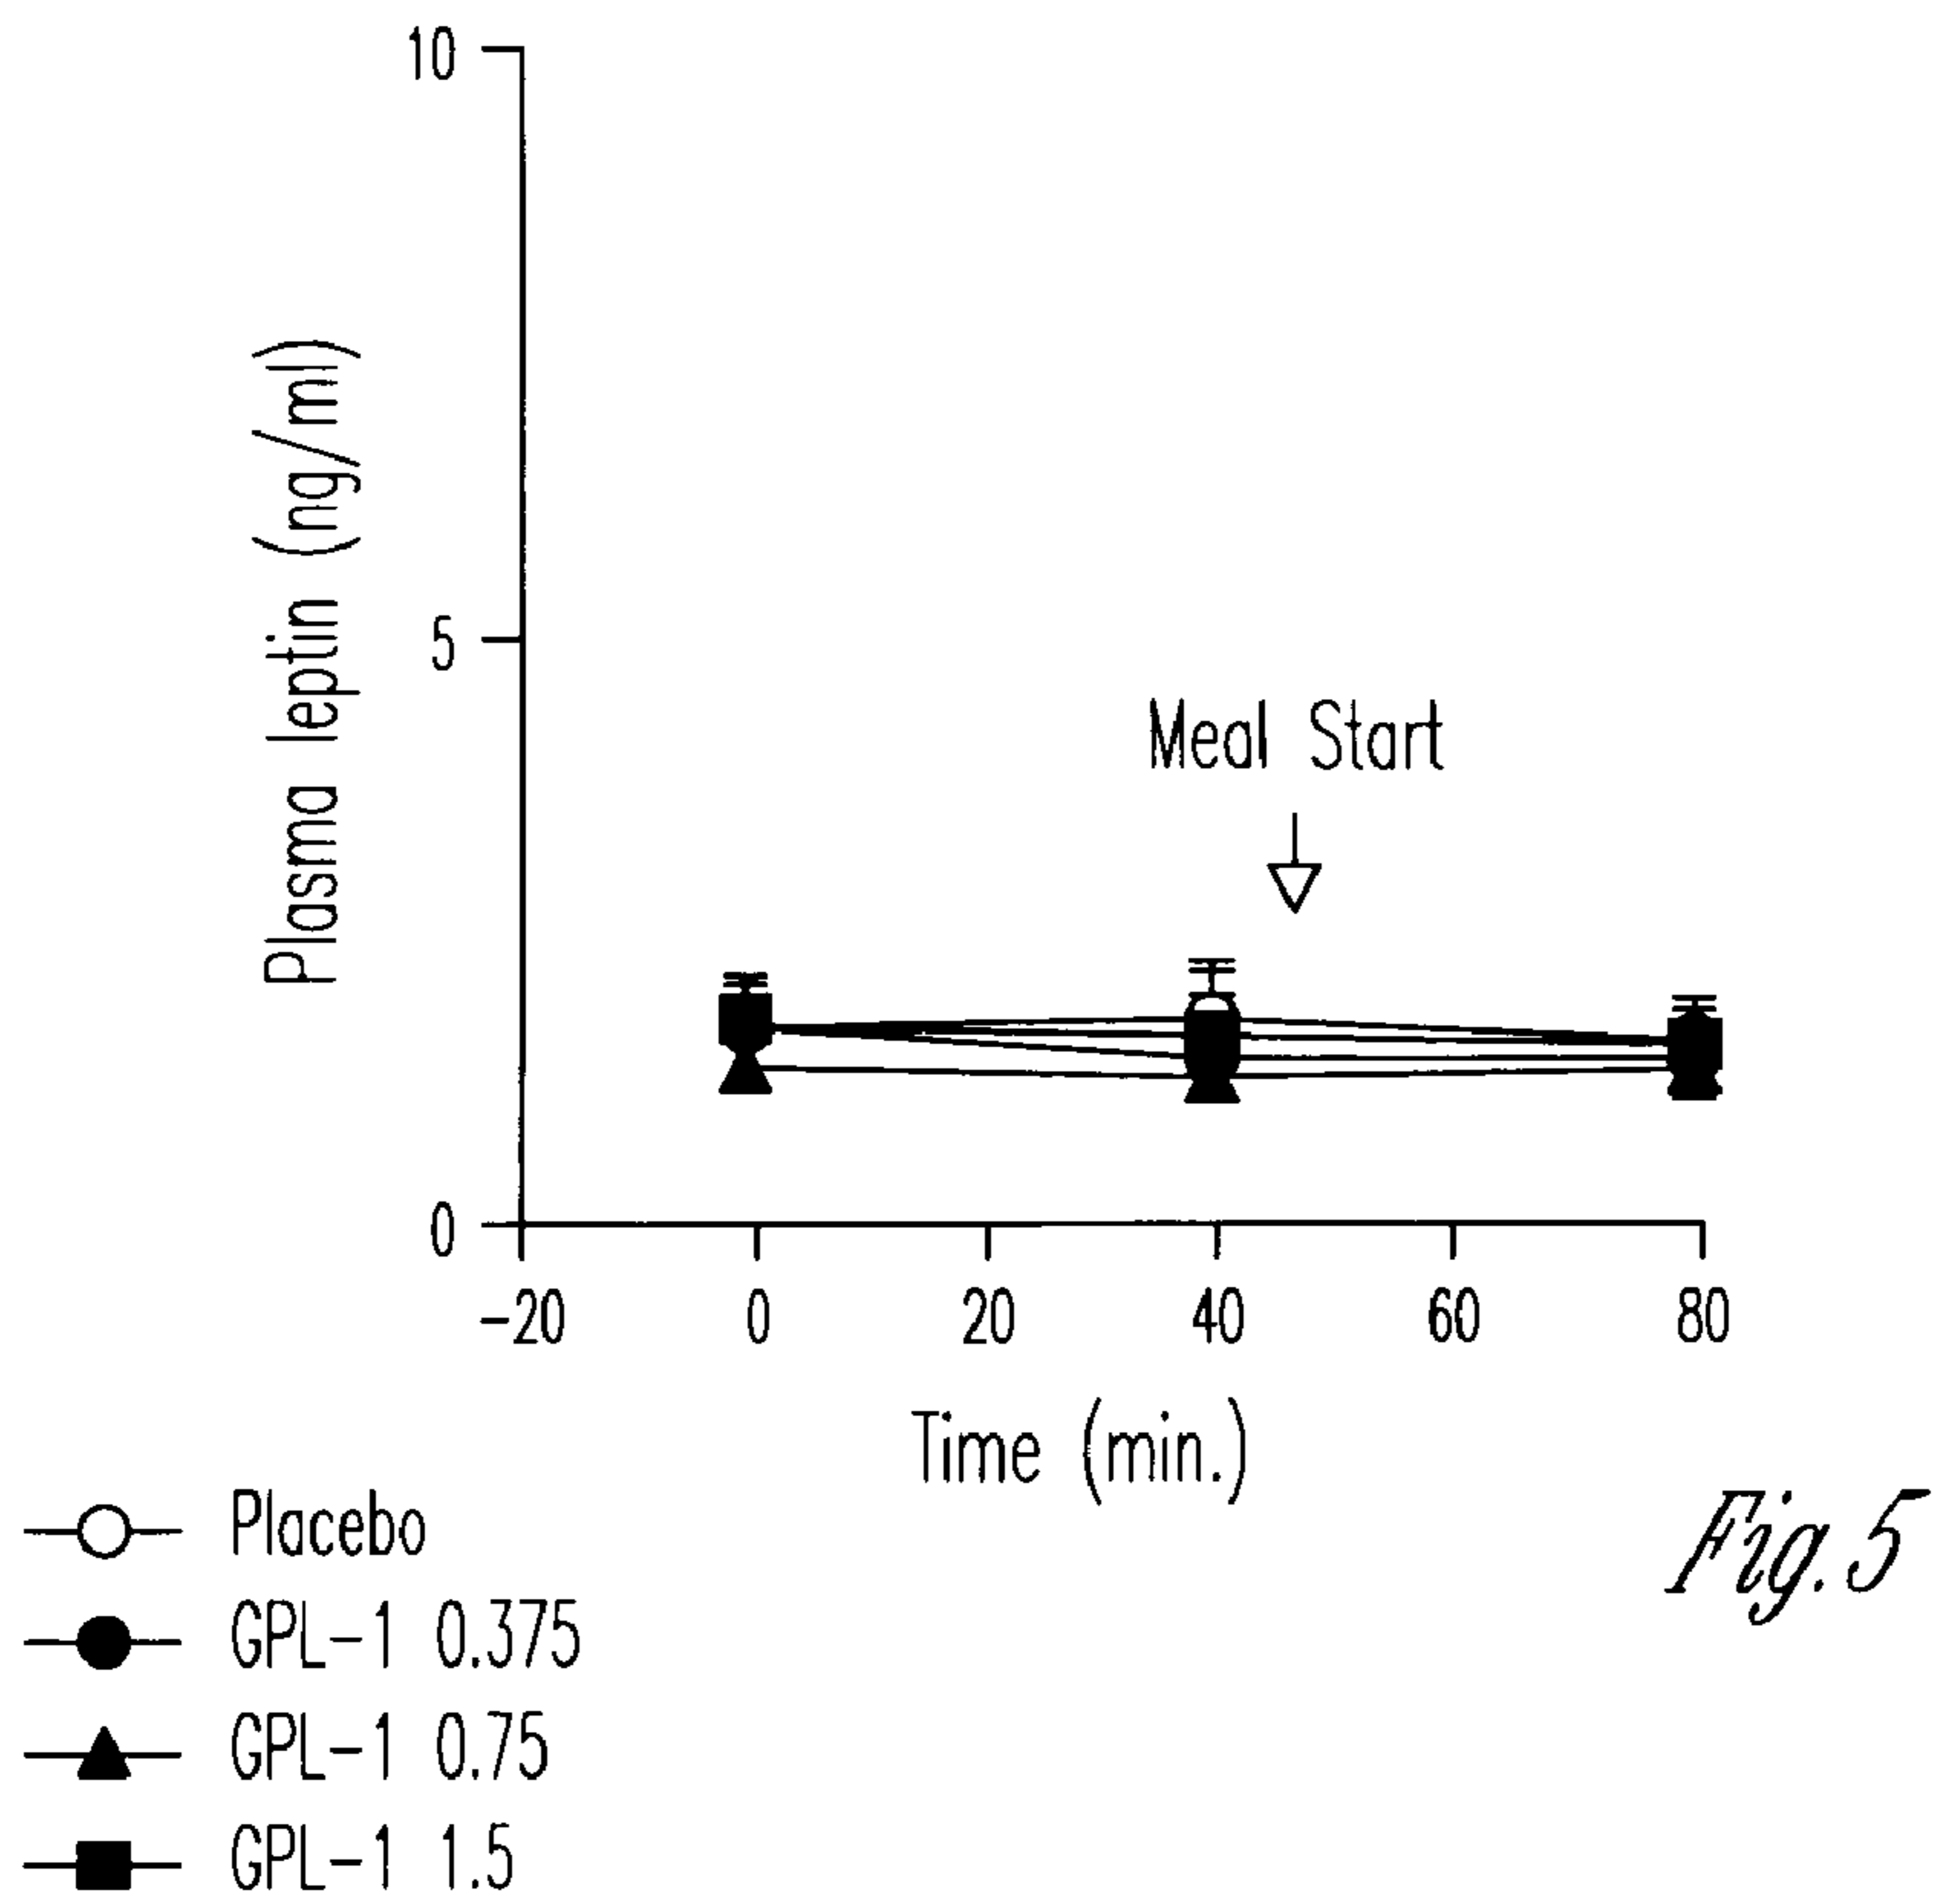 10
5
0
Plasma leptin (ng/ml)
Meal Start
-20 0 20 40 60 80
Time (min.)
Placebo
GPL-1 0.375
GPL-1 0.75
GPL-1 1.5
Fig. 5